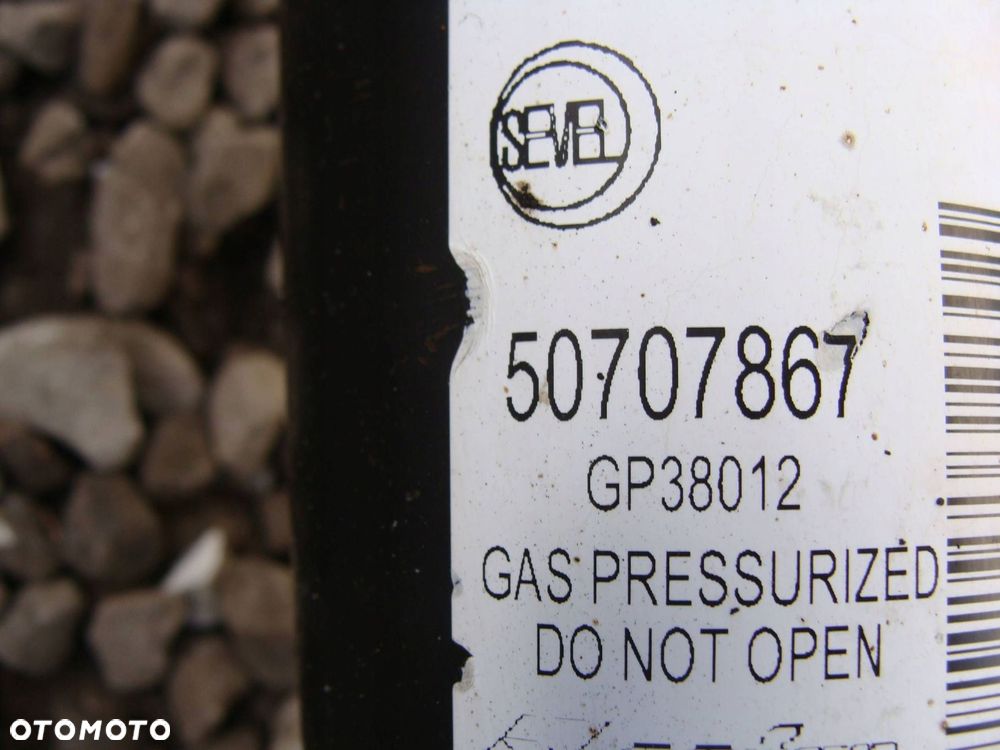 SEVEL
50707867
GP38012
GAS PRESSURIZED
DO NOT OPEN
OTOMOTO